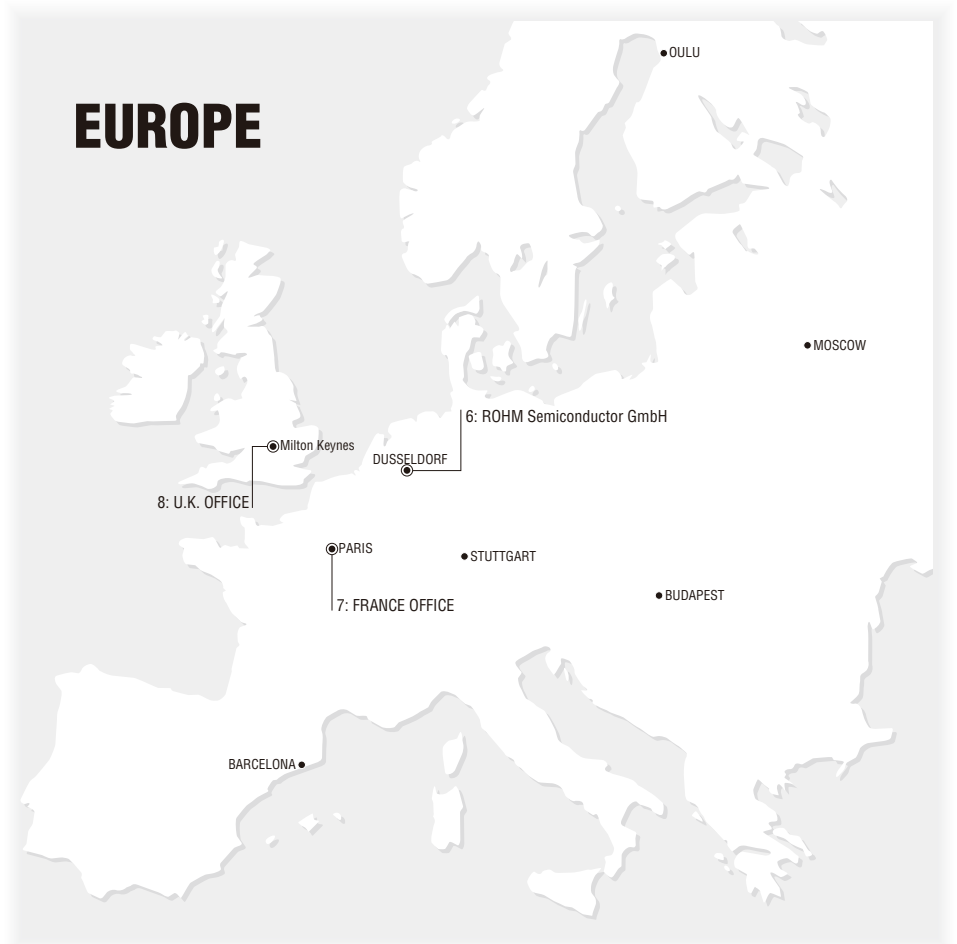 OULU
EUROPE
MOSCOW
6: ROHM Semiconductor GmbH
Milton Keynes
DUSSELDORF
8: U.K. OFFICE
PARIS
STUTTGART
BUDAPEST
7: FRANCE OFFICE
BARCELONA